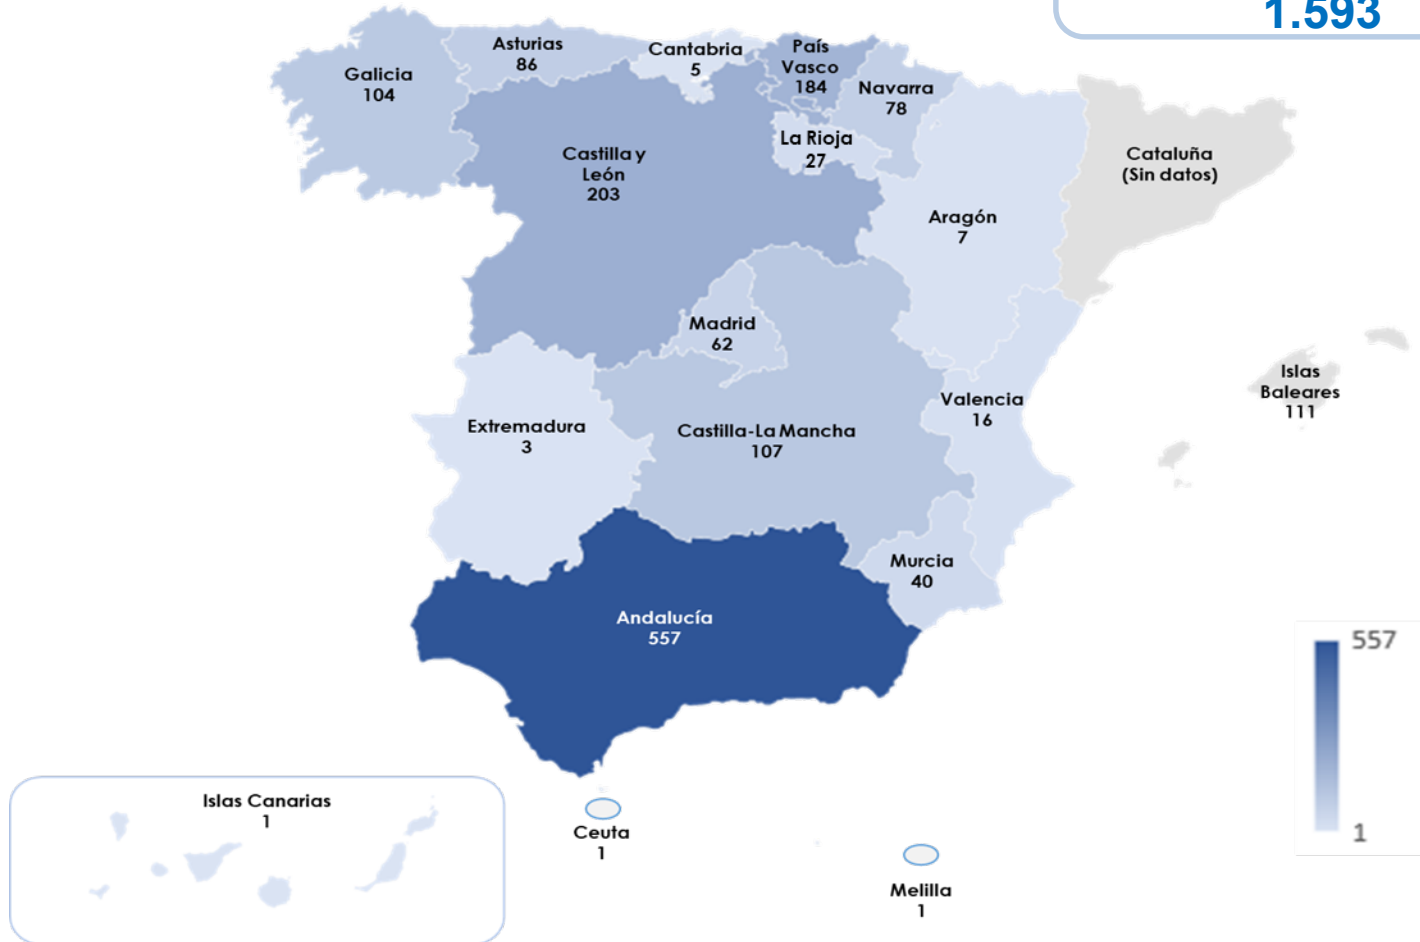 1.593
Asturias
86
Cantabria
5
País
Vasco
184
Galicia
104
Navarra
78
La Rioja
27
Castilla y
León
203
Cataluña
(Sin datos)
Aragón
7
Madrid
62
Islas
Baleares
111
Valencia
16
Extremadura
3
Castilla-La Mancha
107
Murcia
40
Andalucía
557
557
1
Islas Canarias
1
Ceuta
1
Melilla
1